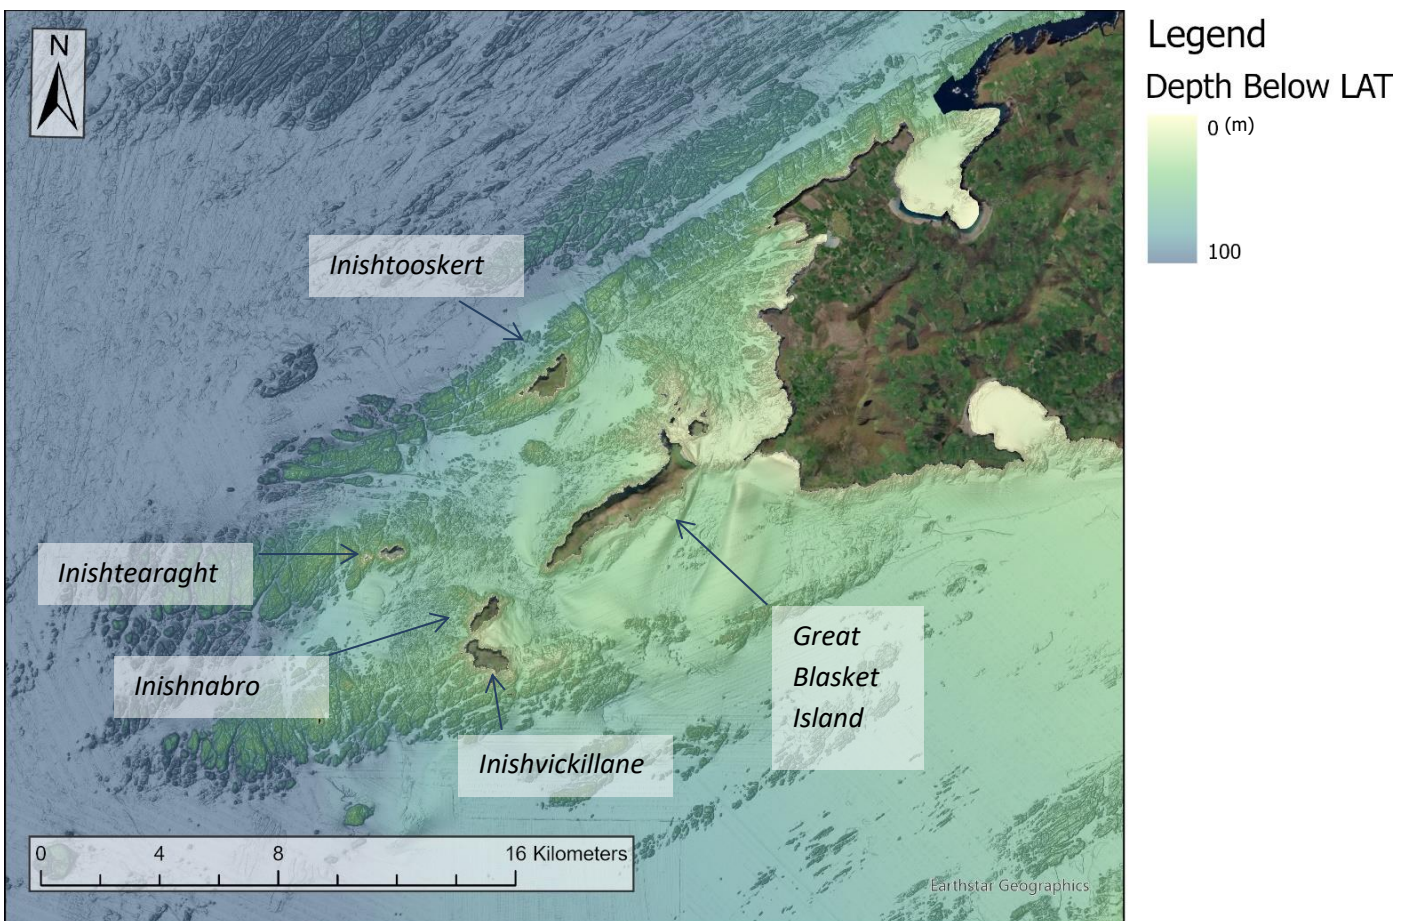 N
Legend
Depth Below LAT
0 (m)
100
Inishtooskert
Inishtearaght
Inishnabro
Great
Blasket
Island
Inishvickillane
0 4 8 16 Kilometers
Earthstar Geographics